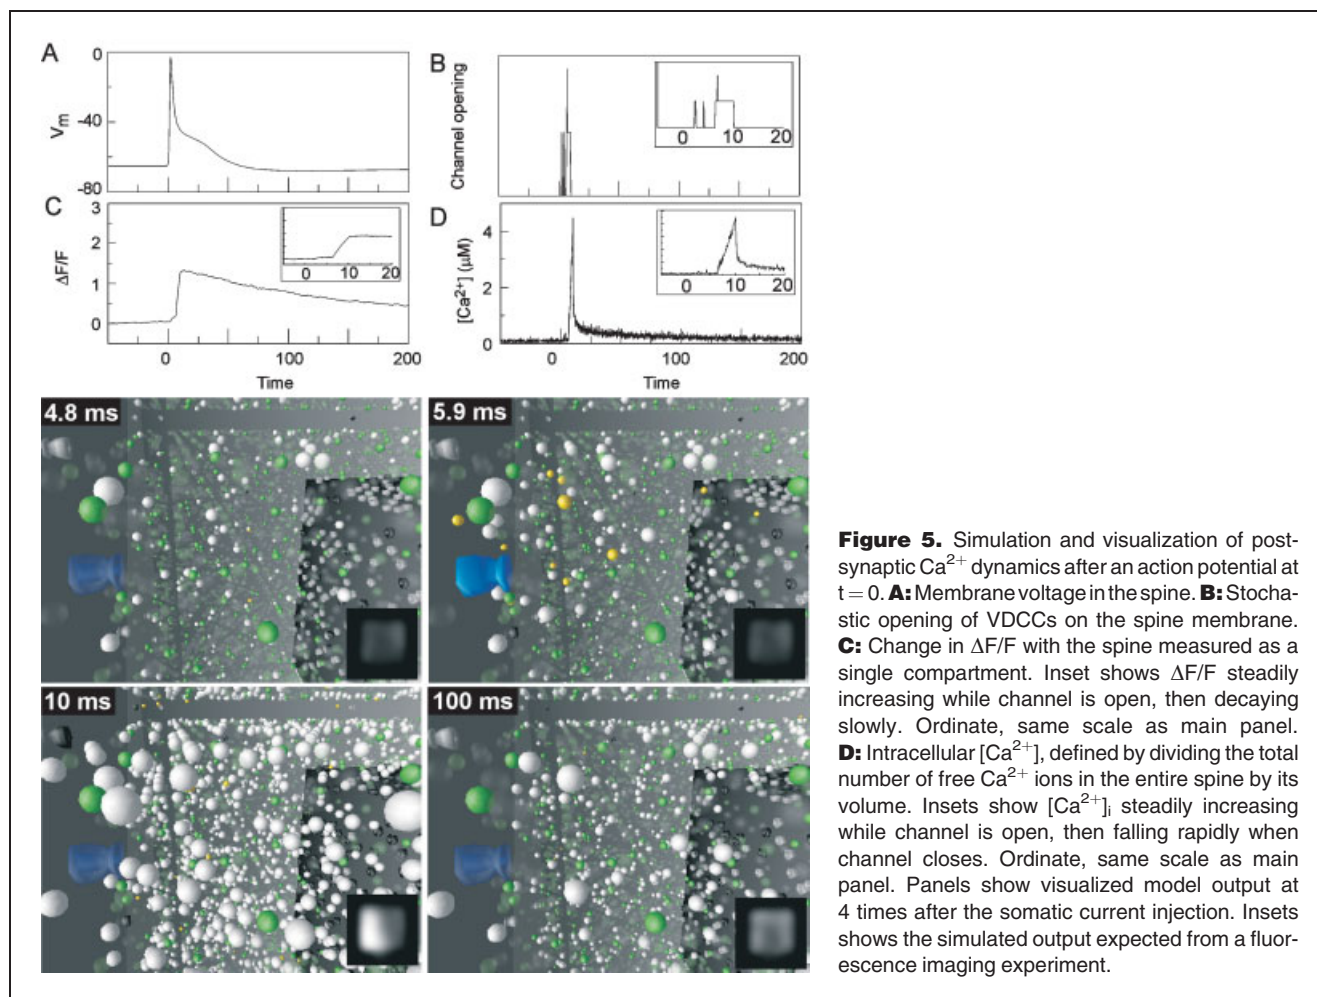 A
0
-40
-80
Vm
B
Channel opening
0
10
20
C
3
2
1
0
ΔF/F
0
10
20
0
100
200
Time
D
4
2
0
[Ca2+] (μM)
0
10
20
0
100
200
Time
4.8 ms
5.9 ms
10 ms
100 ms
Figure 5. Simulation and visualization of post-
synaptic Ca2+ dynamics after an action potential at
t = 0. A: Membrane voltage in the spine. B: Stocha-
stic opening of VDCCs on the spine membrane.
C: Change in ΔF/F with the spine measured as a
single compartment. Inset shows ΔF/F steadily
increasing while channel is open, then decaying
slowly. Ordinate, same scale as main panel.
D: Intracellular [Ca2+], defined by dividing the total
number of free Ca2+ ions in the entire spine by its
volume. Insets show [Ca2+]i steadily increasing
while channel is open, then falling rapidly when
channel closes. Ordinate, same scale as main
panel. Panels show visualized model output at
4 times after the somatic current injection. Insets
shows the simulated output expected from a fluor-
escence imaging experiment.